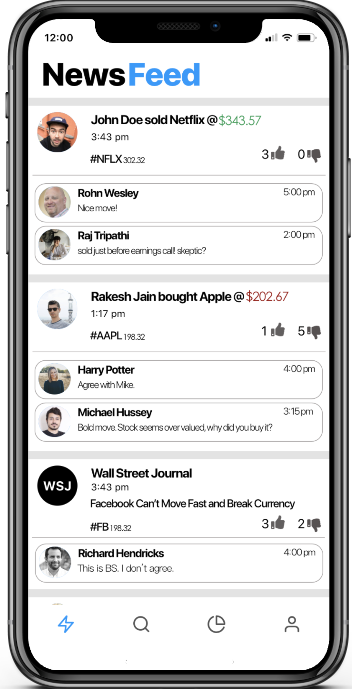 12:00
NewsFeed
John Doe sold Netflix @$343.57
3:43 pm
#NFLX 302.32
3 0
Rohn Wesley 5:00 pm
Nice move!
Raj Tripathi 2:00 pm
sold just before earnings call! skeptic?
Rakesh Jain bought Apple @$202.67
1:17 pm
#AAPL 198.32
1 5
Harry Potter 4:00 pm
Agree with Mike.
Michael Hussey 3:15 pm
Bold move. Stock seems over valued, why did you buy it?
WSJ
Wall Street Journal
3:43 pm
Facebook Can't Move Fast and Break Currency
#FB 198.32
3 2
Richard Hendricks 4:00 pm
This is BS. I don't agree.